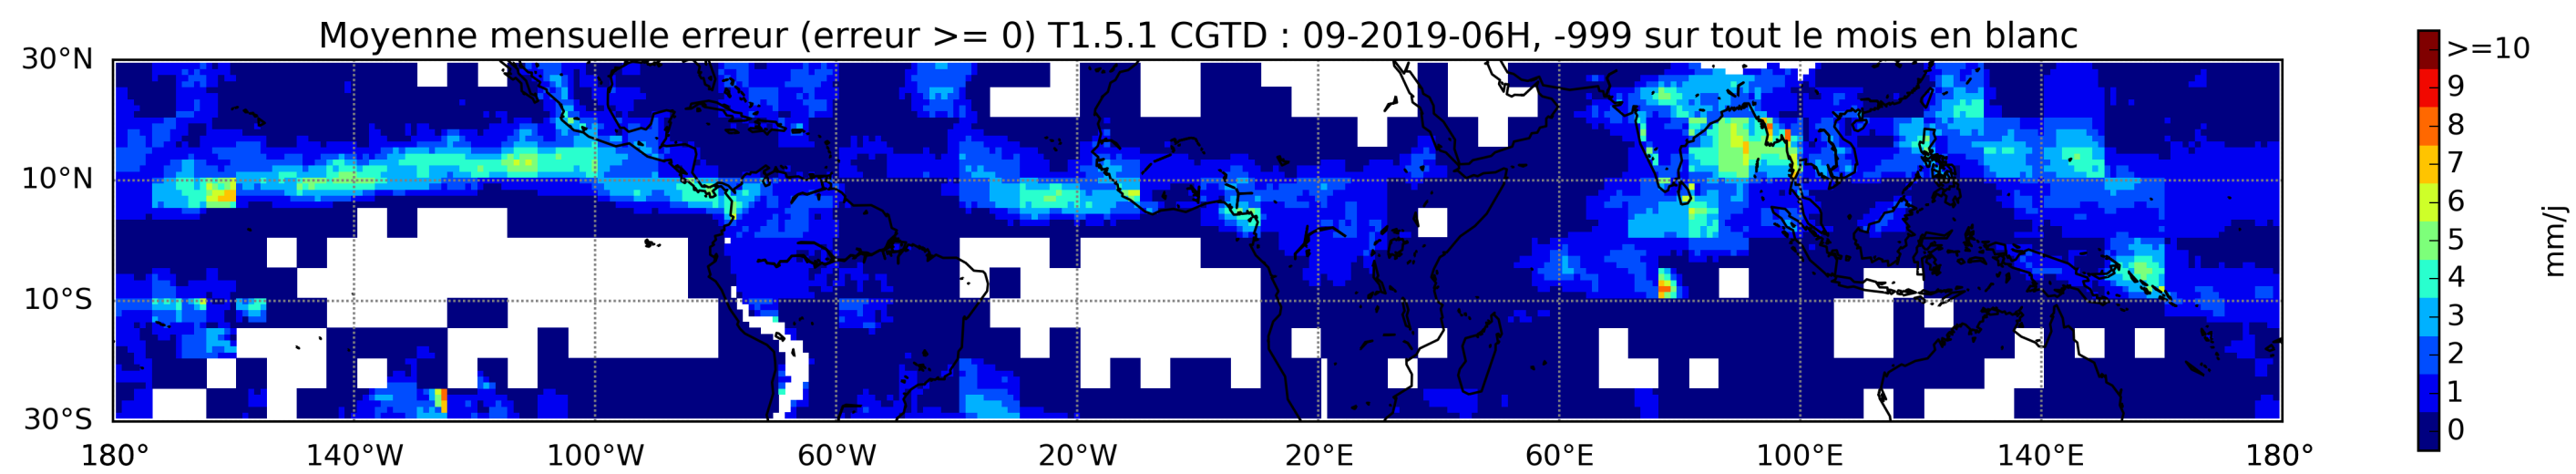 Moyenne mensuelle erreur (erreur >= 0) T1.5.1 CGTD : 09-2019-06H, -999 sur tout le mois en blanc
30°N
10°N
10°S
30°S
180° 140°W 100°W 60°W 20°W 20°E 60°E 100°E 140°E 180°
>=10
9
8
7
6
5
4
3
2
1
0
mm/j